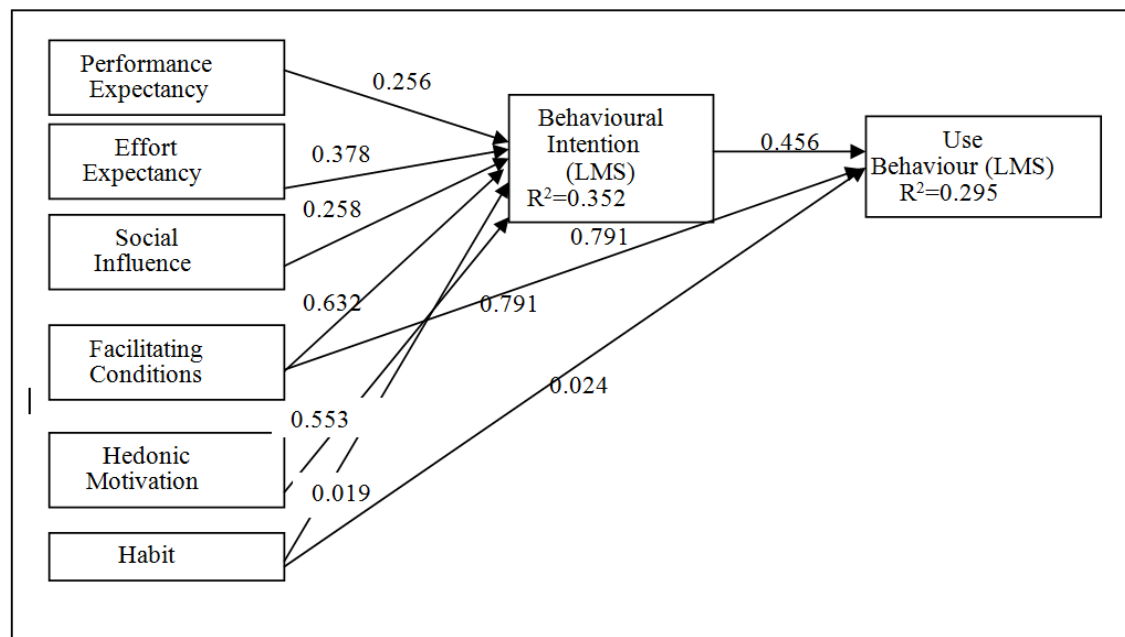 Performance
Expectancy
0.256
Effort
Expectancy
0.378
Social
Influence
0.258
Facilitating
Conditions
0.632
Hedonic
Motivation
0.553
Habit
0.019
Behavioural
Intention
(LMS)
R²=0.352
0.456
0.791
0.791
0.024
Use
Behaviour (LMS)
R²=0.295